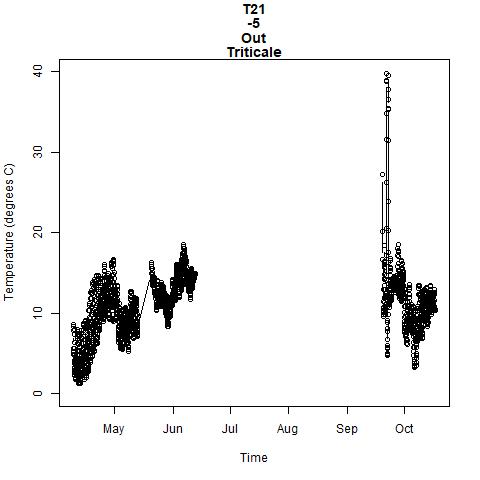 T21
-5
Out
Triticale
Temperature (degrees C)
40
30
20
10
0
May Jun Jul Aug Sep Oct
Time